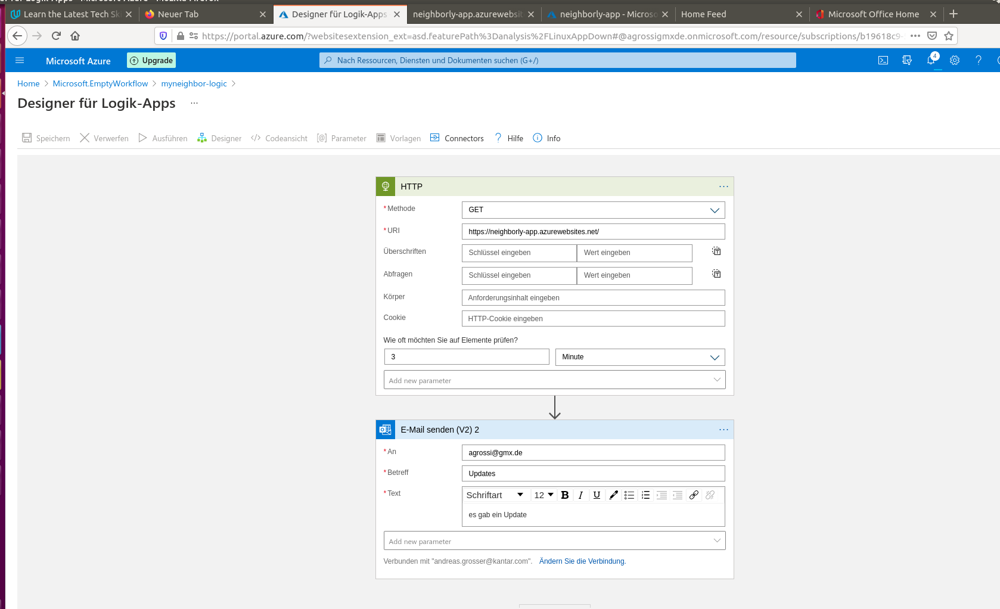 Learn the Latest Tech Sk
Neuer Tab
Designer für Logik-Apps
neighborly-app.azurewebsit
neighborly-app - Microso
Home Feed
Microsoft Office Home
https://portal.azure.com/?websitesextension_ext=asd.featurePath%3Danalysis%2FLinuxAppDown#@agrossigmxde.onmicrosoft.com/resource/subscriptions/b19618c9-
Microsoft Azure
Upgrade
Nach Ressourcen, Diensten und Dokumenten suchen (G+/)
4
Home > Microsoft.EmptyWorkflow > myneighbor-logic >
Designer für Logik-Apps ...
Speichern Verwerfen Ausführen Designer Codeansicht Parameter Vorlagen Connectors Hilfe Info
HTTP
* Methode GET
* URI https://neighborly-app.azurewebsites.net/
Überschriften Schlüssel eingeben Wert eingeben
Abfragen Schlüssel eingeben Wert eingeben
Körper Anforderungsinhalt eingeben
Cookie HTTP-Cookie eingeben
Wie oft möchten Sie auf Elemente prüfen?
3 Minute
Add new parameter
E-Mail senden (V2) 2
* An agrossi@gmx.de
* Betreff Updates
* Text Schriftart 12 B I U
es gab ein Update
Add new parameter
Verbunden mit "andreas.grosser@kantar.com". Ändern Sie die Verbindung.